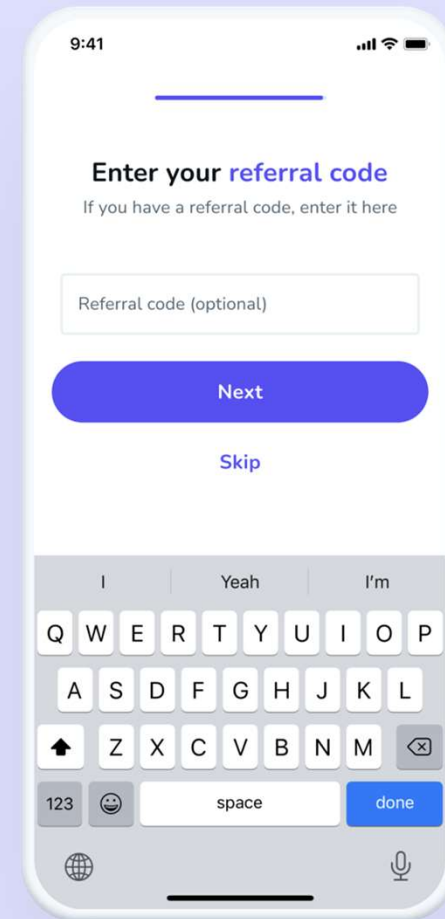 9:41
Enter your referral code
If you have a referral code, enter it here
Referral code (optional)
Next
Skip
I Yeah I'm
Q W E R T Y U I O P
A S D F G H J K L
Z X C V B N M
123 space done